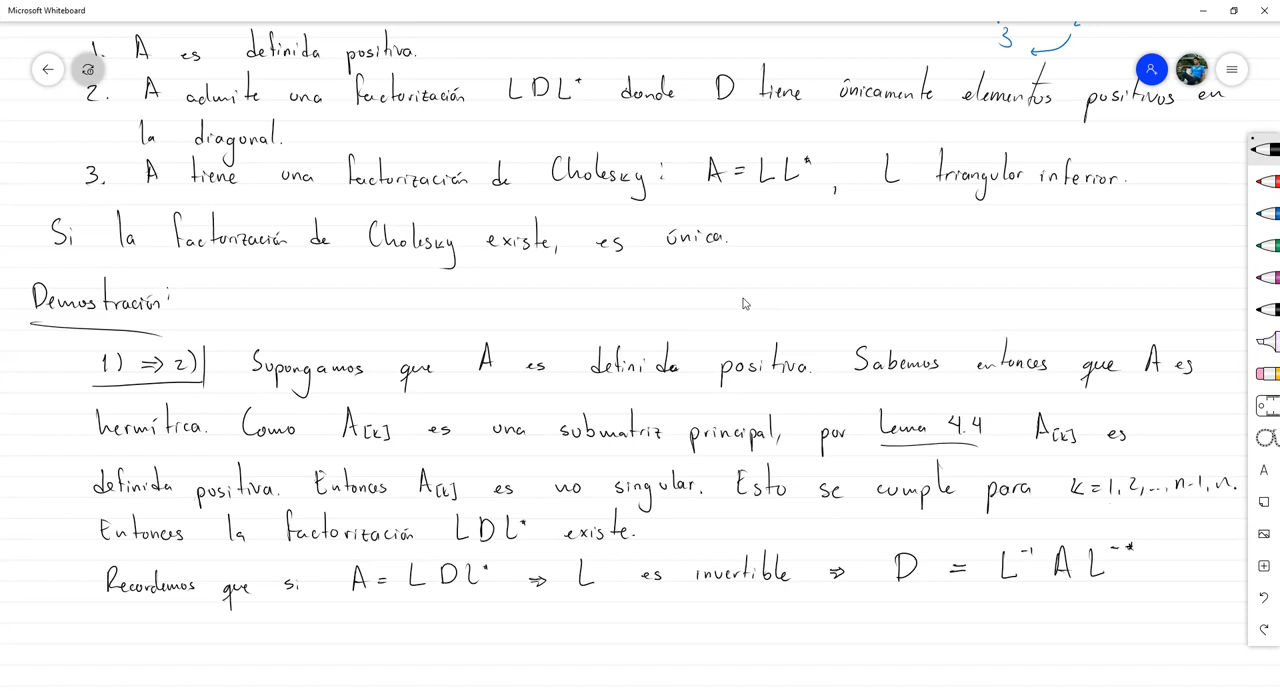 Microsoft Whiteboard
3
1. A es definida positiva.
2. A admite una factorización LDL* donde D tiene únicamente elementos positivos en
la diagonal.
3. A tiene una factorización de Cholesky: A = LL*, L triangular inferior.
Si la factorización de Cholesky existe, es única.
Demostración:
1) ⇒ 2)| Supongamos que A es definida positiva. Sabemos entonces que A es
hermítica. Como A[k] es una submatriz principal, por Lema 4.4 A[k] es
definida positiva. Entonces A[k] es no singular. Esto se cumple para k=1,2,...,n-1,n.
Entonces la factorización LDL* existe.
Recordemos que si A = LDL* ⇒ L es invertible ⇒ D = L⁻¹ A L⁻*